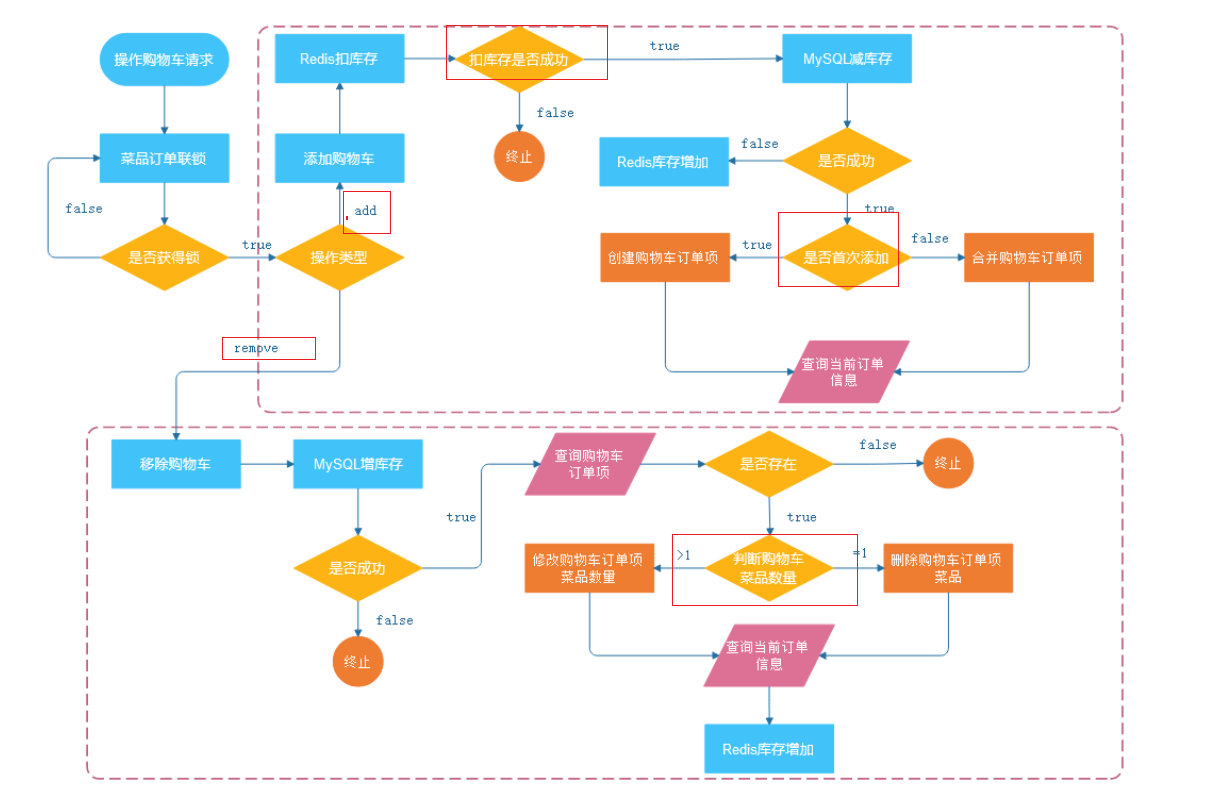 操作购物车请求
菜品订单联锁
false
是否获得锁
true
操作类型
add
添加购物车
Redis扣库存
扣库存是否成功
false
终止
true
MySQL减库存
是否成功
false
Redis库存增加
true
是否首次添加
true
创建购物车订单项
false
合并购物车订单项
查询当前订单
信息
remove
移除购物车
MySQL增库存
是否成功
false
终止
true
查询购物车
订单项
是否存在
false
终止
true
判断购物车
菜品数量
>1
修改购物车订单项
菜品数量
=1
删除购物车订单项
菜品
查询当前订单
信息
Redis库存增加